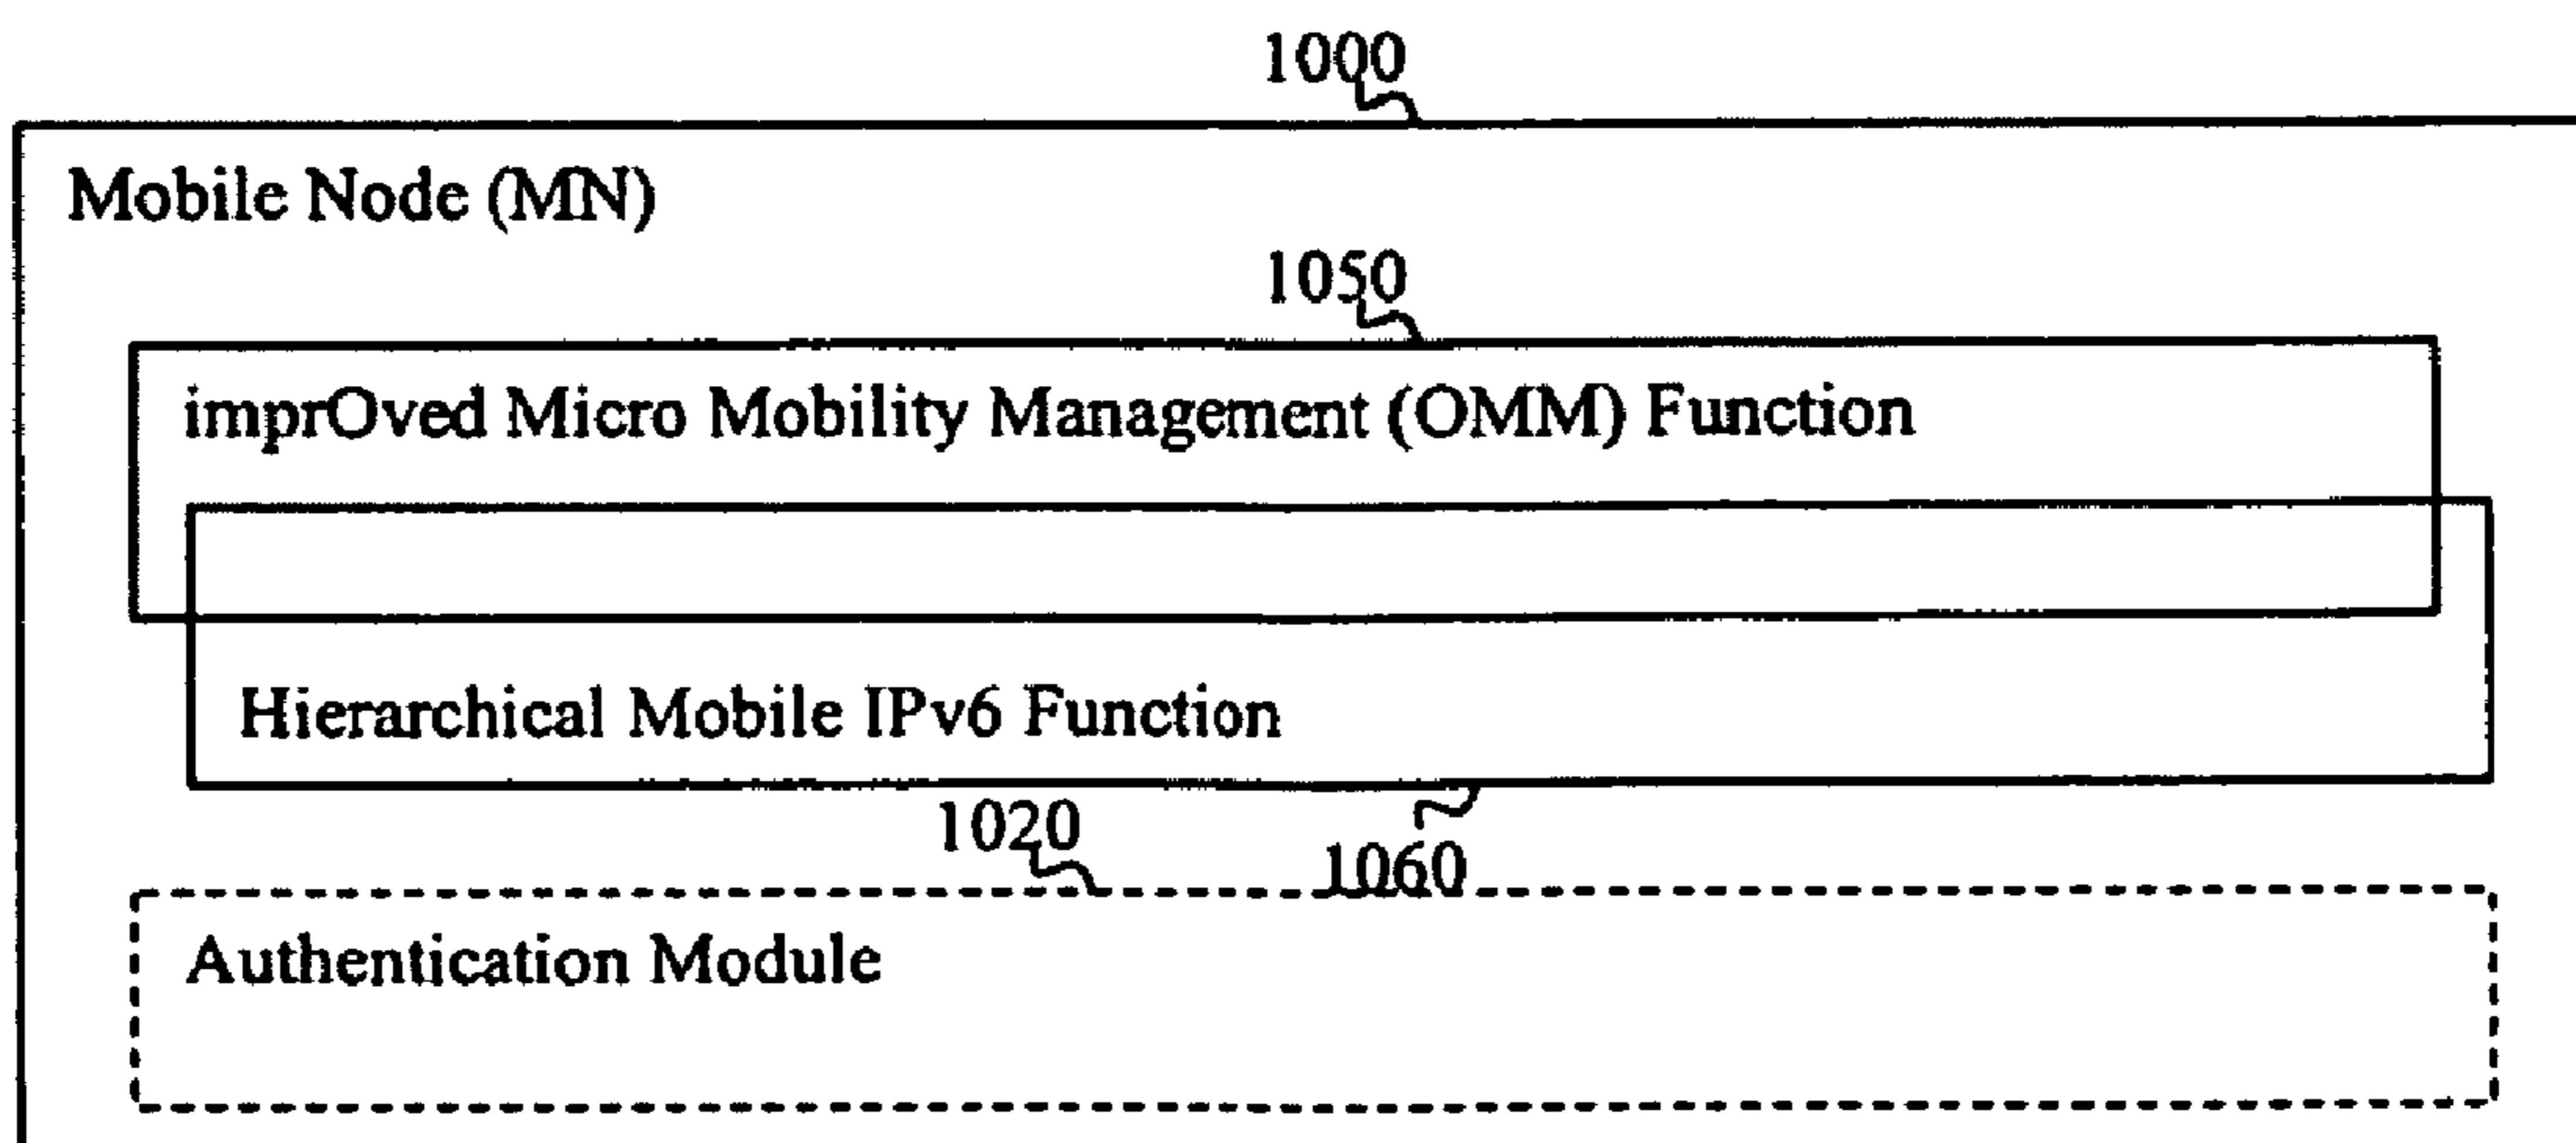 1000
Mobile Node (MN)
1050
imprOved Micro Mobility Management (OMM) Function
Hierarchical Mobile IPv6 Function
1020
1060
Authentication Module